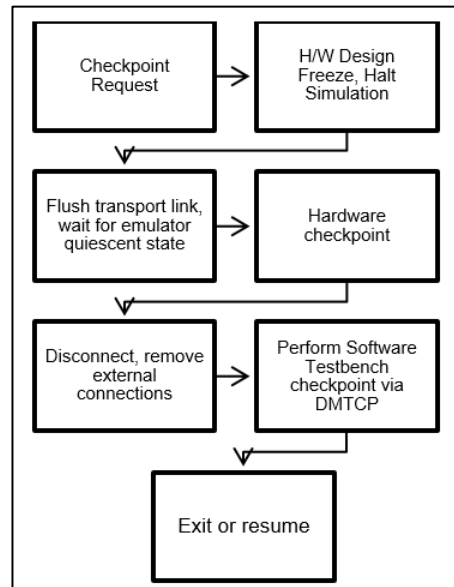 Checkpoint
Request
H/W Design
Freeze, Halt
Simulation
Flush transport link,
wait for emulator
quiescent state
Hardware
checkpoint
Disconnect, remove
external
connections
Perform Software
Testbench
checkpoint via
DMTCP
Exit or resume